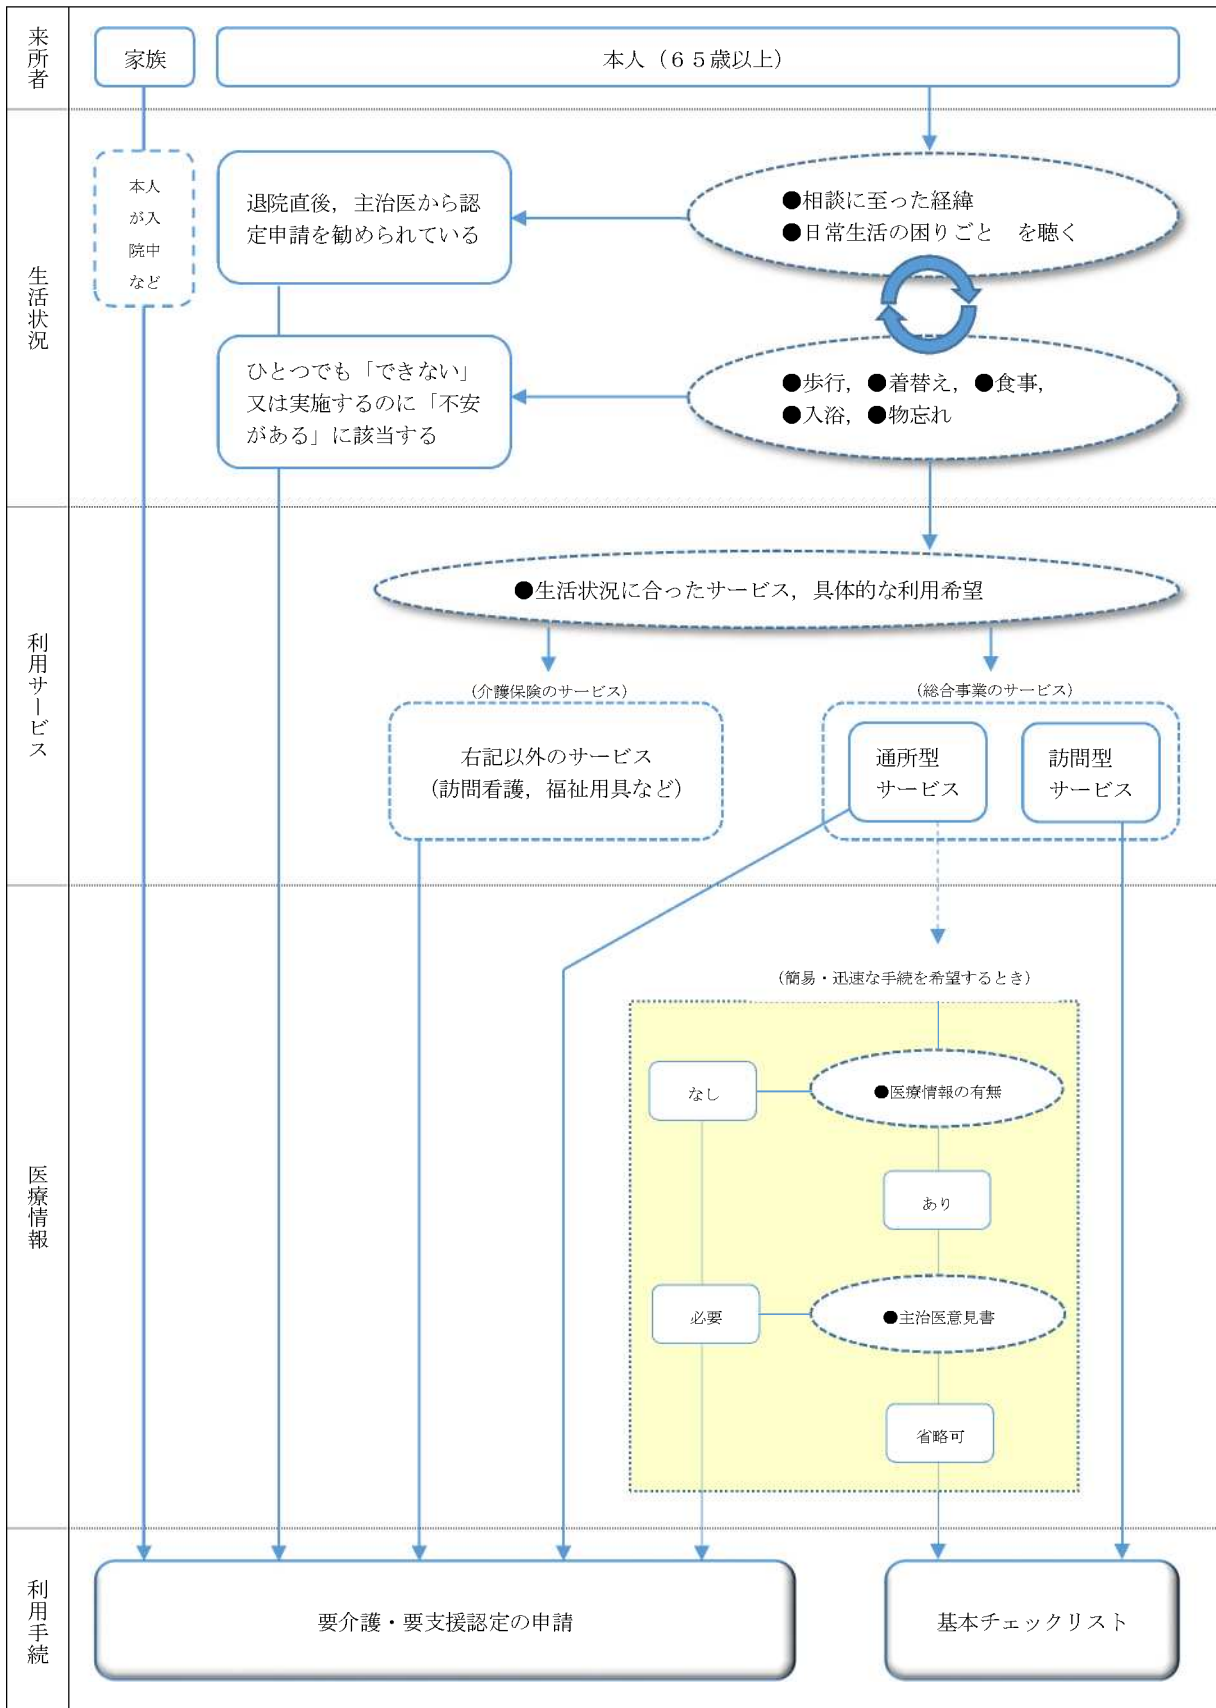 来所者
家族
本人（６５歳以上）
生活状況
本人
が入
院中
など
退院直後，主治医から認
定申請を勧められている
●相談に至った経緯
●日常生活の困りごと　を聴く
ひとつでも「できない」
又は実施するのに「不安
がある」に該当する
●歩行，●着替え，●食事，
●入浴，●物忘れ
利用サービス
●生活状況に合ったサービス，具体的な利用希望
（介護保険のサービス）
（総合事業のサービス）
右記以外のサービス
（訪問看護，福祉用具など）
通所型
サービス
訪問型
サービス
医療情報
（簡易・迅速な手続を希望するとき）
なし
●医療情報の有無
あり
必要
●主治医意見書
省略可
利用手続
要介護・要支援認定の申請
基本チェックリスト